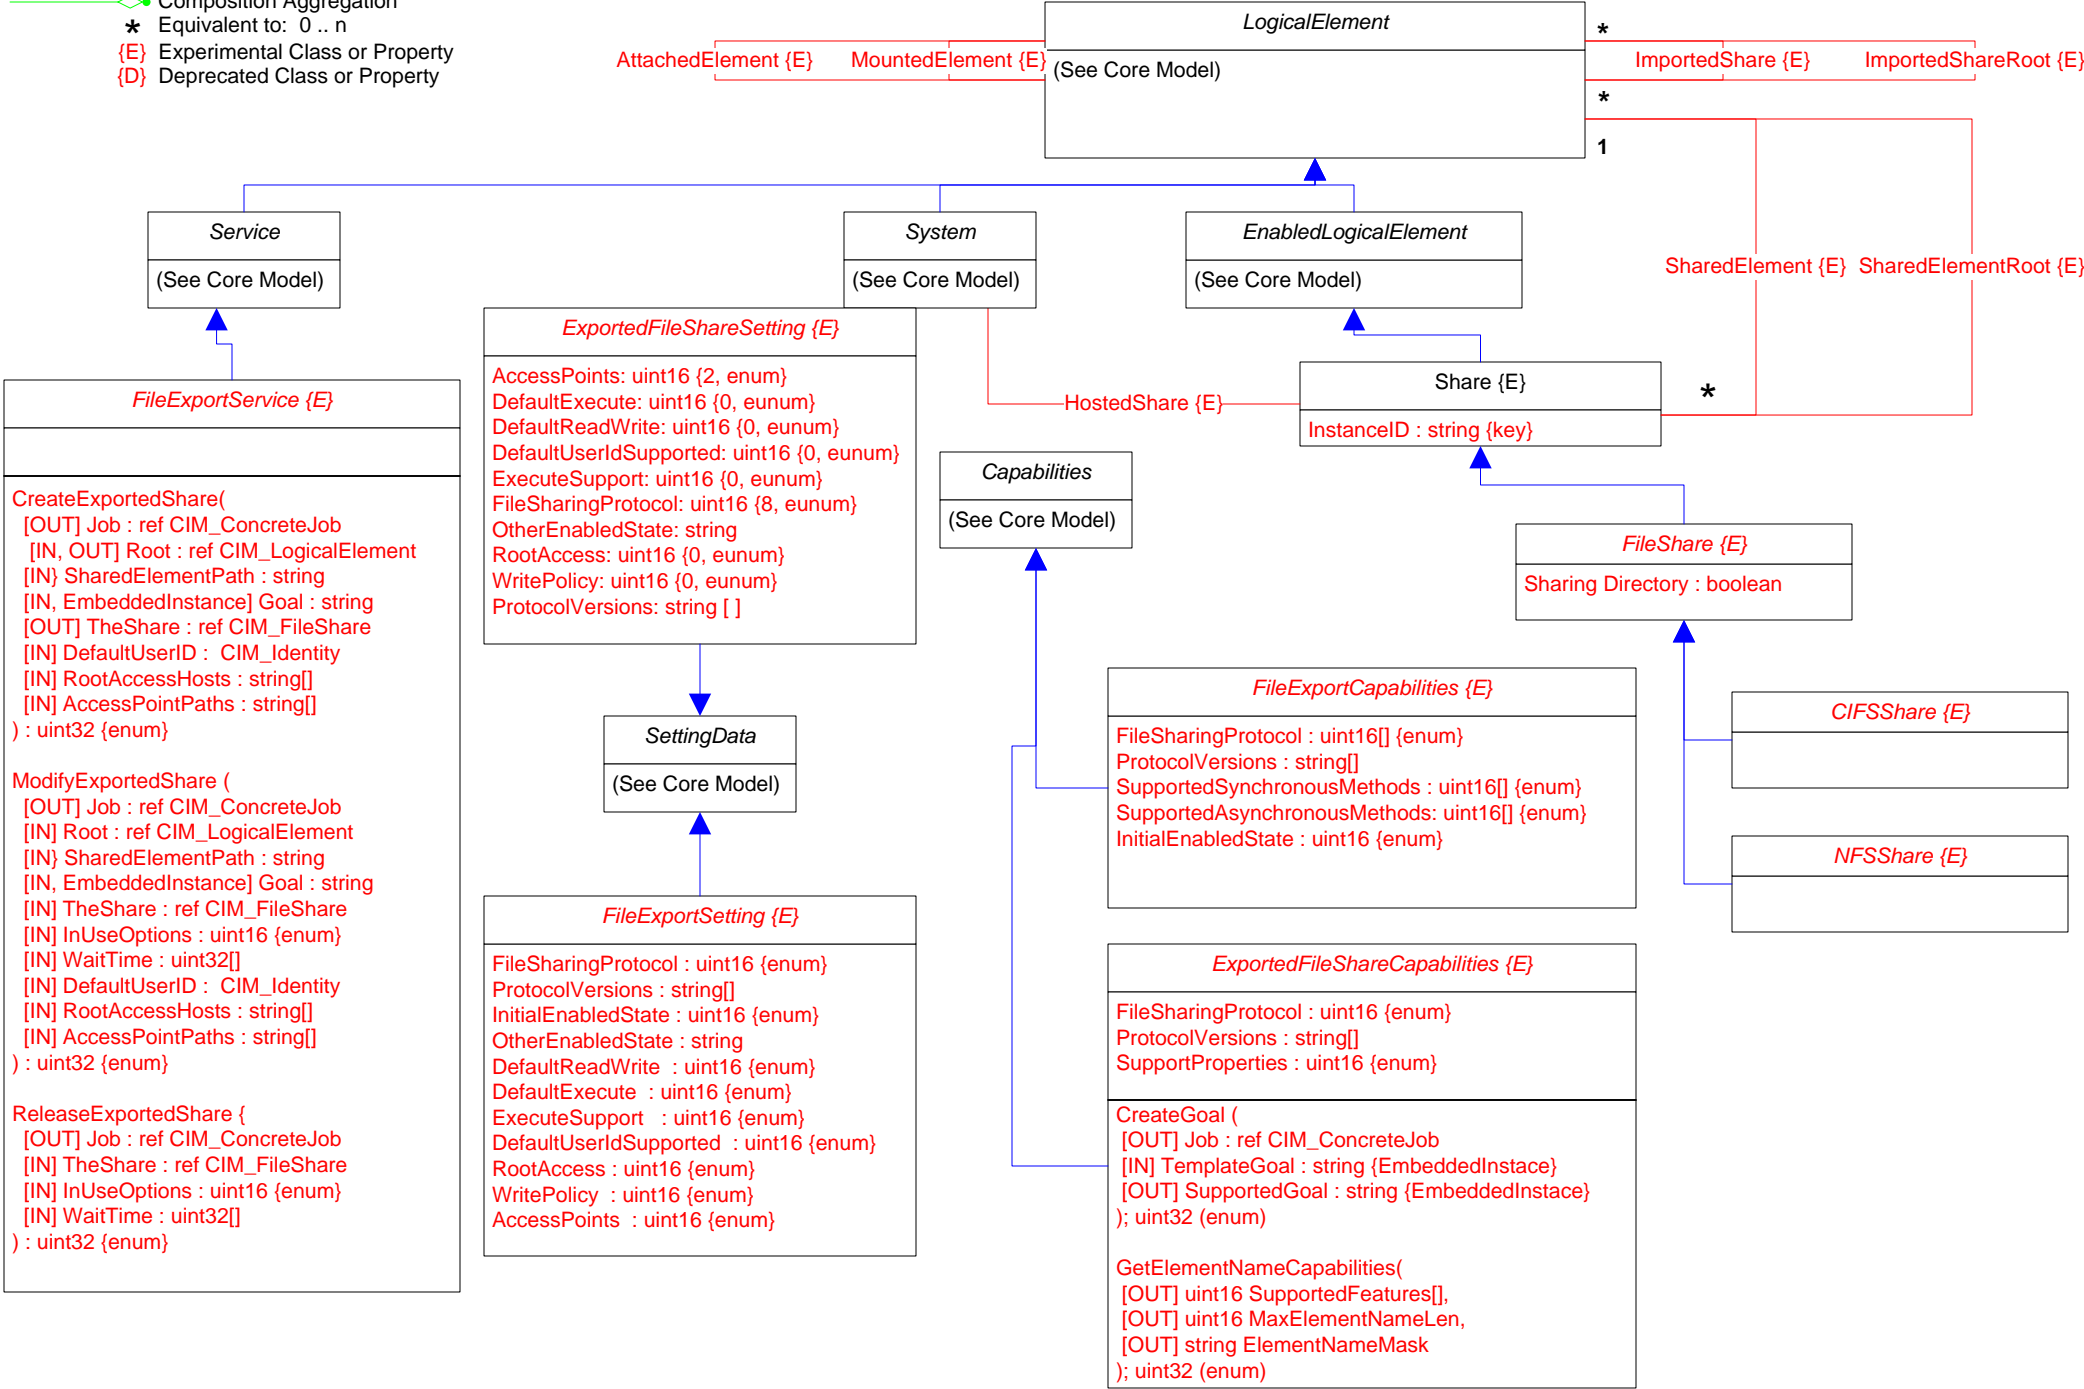 Composition Aggregation
* Equivalent to: 0 .. n
{E} Experimental Class or Property
{D} Deprecated Class or Property
LogicalElement
(See Core Model)
AttachedElement {E}
MountedElement {E}
*
ImportedShare {E}
ImportedShareRoot {E}
*
1
SharedElement {E}
SharedElementRoot {E}
*
Service
(See Core Model)
System
(See Core Model)
EnabledLogicalElement
(See Core Model)
HostedShare {E}
Share {E}
InstanceID : string {key}
FileExportService {E}
CreateExportedShare(
[OUT] Job : ref CIM_ConcreteJob
[IN, OUT] Root : ref CIM_LogicalElement
[IN} SharedElementPath : string
[IN, EmbeddedInstance] Goal : string
[OUT] TheShare : ref CIM_FileShare
[IN] DefaultUserID : CIM_Identity
[IN] RootAccessHosts : string[]
[IN] AccessPointPaths : string[]
) : uint32 {enum}
ModifyExportedShare (
[OUT] Job : ref CIM_ConcreteJob
[IN] Root : ref CIM_LogicalElement
[IN} SharedElementPath : string
[IN, EmbeddedInstance] Goal : string
[IN] TheShare : ref CIM_FileShare
[IN] InUseOptions : uint16 {enum}
[IN] WaitTime : uint32[]
[IN] DefaultUserID : CIM_Identity
[IN] RootAccessHosts : string[]
[IN] AccessPointPaths : string[]
) : uint32 {enum}
ReleaseExportedShare {
[OUT] Job : ref CIM_ConcreteJob
[IN] TheShare : ref CIM_FileShare
[IN] InUseOptions : uint16 {enum}
[IN] WaitTime : uint32[]
) : uint32 {enum}
ExportedFileShareSetting {E}
AccessPoints: uint16 {2, enum}
DefaultExecute: uint16 {0, eunum}
DefaultReadWrite: uint16 {0, eunum}
DefaultUserIdSupported: uint16 {0, eunum}
ExecuteSupport: uint16 {0, eunum}
FileSharingProtocol: uint16 {8, eunum}
OtherEnabledState: string
RootAccess: uint16 {0, eunum}
WritePolicy: uint16 {0, eunum}
ProtocolVersions: string [ ]
SettingData
(See Core Model)
FileExportSetting {E}
FileSharingProtocol : uint16 {enum}
ProtocolVersions : string[]
InitialEnabledState : uint16 {enum}
OtherEnabledState : string
DefaultReadWrite : uint16 {enum}
DefaultExecute : uint16 {enum}
ExecuteSupport : uint16 {enum}
DefaultUserIdSupported : uint16 {enum}
RootAccess : uint16 {enum}
WritePolicy : uint16 {enum}
AccessPoints : uint16 {enum}
Capabilities
(See Core Model)
FileShare {E}
Sharing Directory : boolean
FileExportCapabilities {E}
FileSharingProtocol : uint16[] {enum}
ProtocolVersions : string[]
SupportedSynchronousMethods : uint16[] {enum}
SupportedAsynchronousMethods: uint16[] {enum}
InitialEnabledState : uint16 {enum}
CIFSShare {E}
NFSShare {E}
ExportedFileShareCapabilities {E}
FileSharingProtocol : uint16 {enum}
ProtocolVersions : string[]
SupportProperties : uint16 {enum}
CreateGoal (
[OUT] Job : ref CIM_ConcreteJob
[IN] TemplateGoal : string {EmbeddedInstace}
[OUT] SupportedGoal : string {EmbeddedInstace}
); uint32 (enum)
GetElementNameCapabilities(
[OUT] uint16 SupportedFeatures[],
[OUT] uint16 MaxElementNameLen,
[OUT] string ElementNameMask
); uint32 (enum)